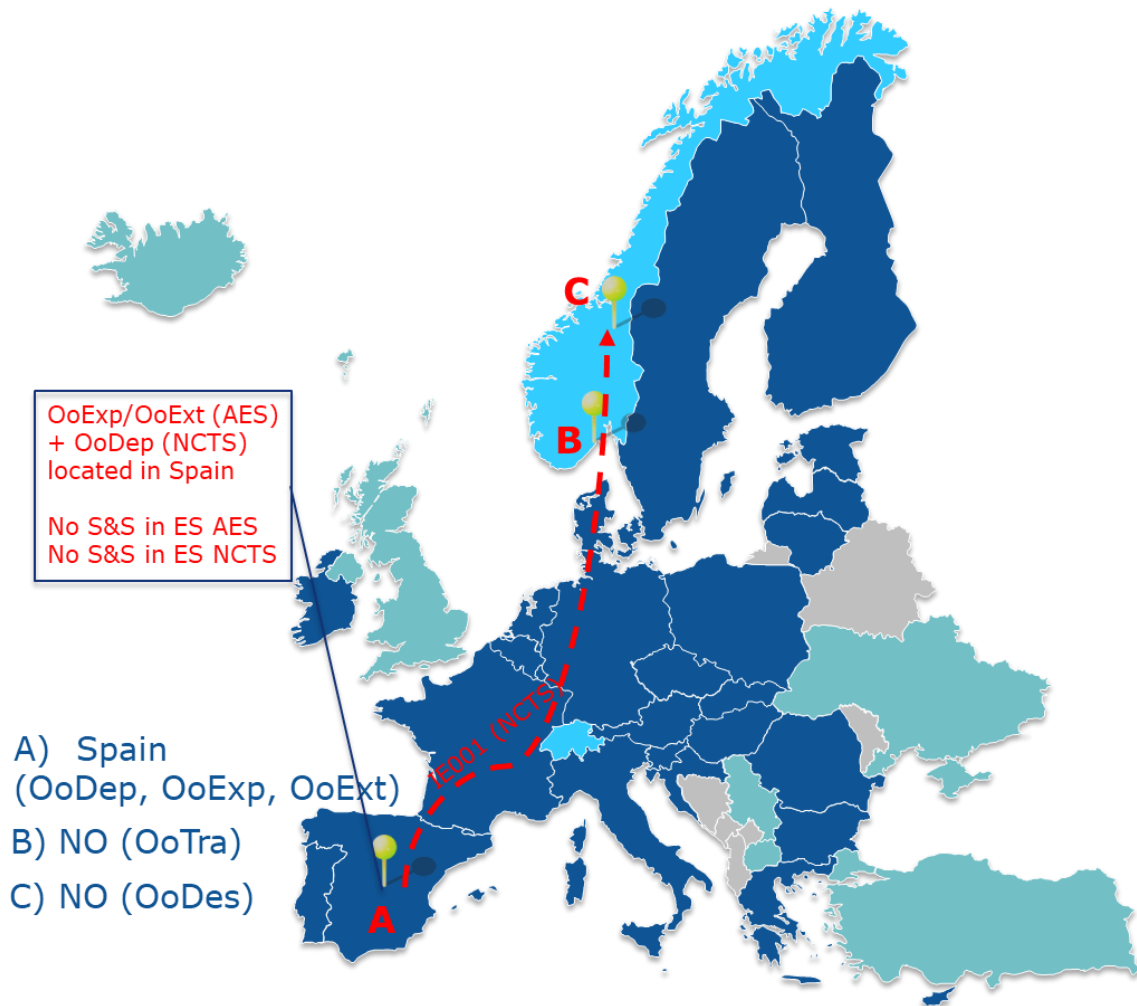 C
OoExp/OoExt (AES)
+ OoDep (NCTS)
located in Spain
No S&S in ES AES
No S&S in ES NCTS
B
IE001 (NCTS)
A) Spain
(OoDep, OoExp, OoExt)
B) NO (OoTra)
C) NO (OoDes)
A